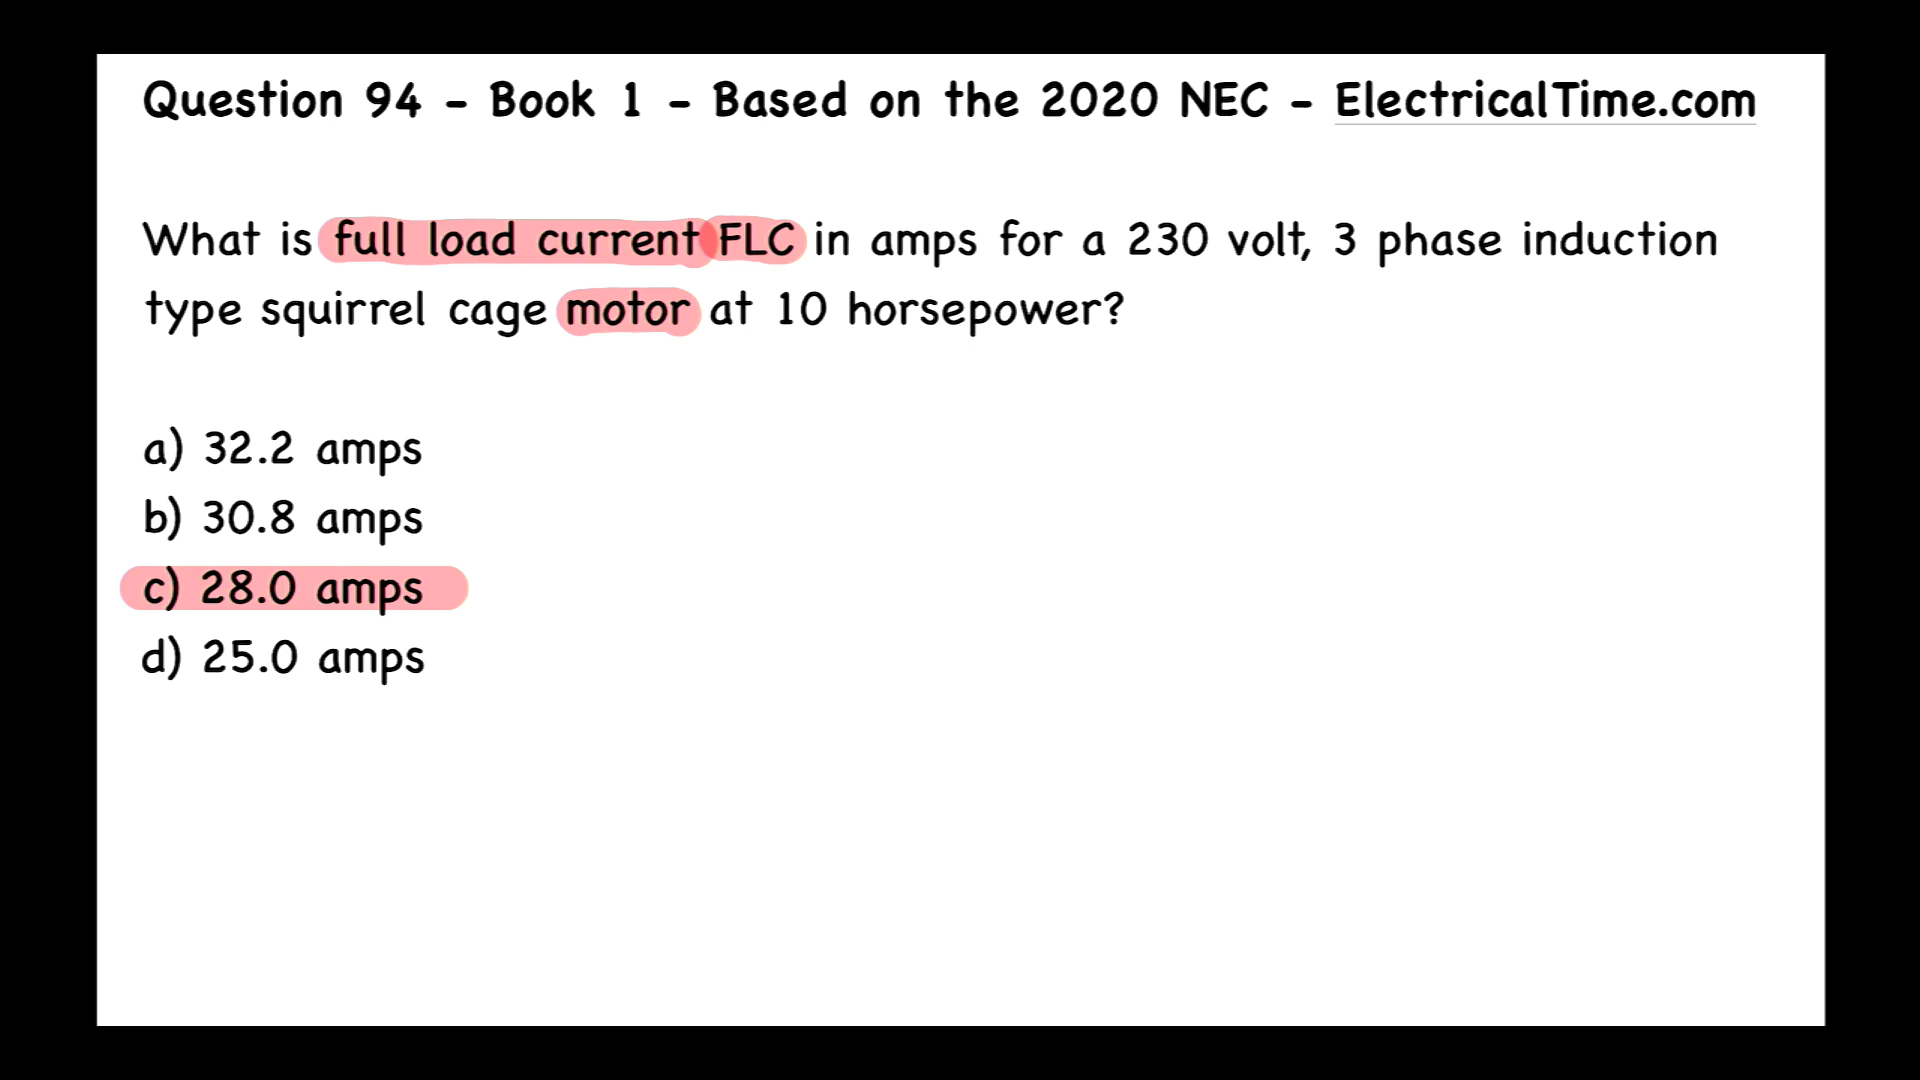 Question 94 - Book 1 - Based on the 2020 NEC - ElectricalTime.com
What is full load current FLC in amps for a 230 volt, 3 phase induction
type squirrel cage motor at 10 horsepower?
a) 32.2 amps
b) 30.8 amps
c) 28.0 amps
d) 25.0 amps